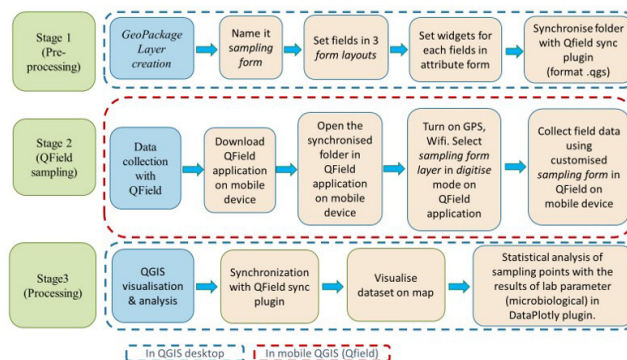 Stage 1
(Pre-
processing)
GeoPackage
Layer
creation
Name it
sampling
form
Set fields in 3
form layouts
Set widgets for
each fields in
attribute form
Synchronise folder
with Qfield sync
plugin
(format .qgs)
Stage 2
(QField
sampling)
Data
collection
with
QField
Download
QField
application
on mobile
device
Open the
synchronised
folder in
QField
application
on mobile
device
Turn on GPS,
Wifi. Select
sampling form
layer in digitise
mode on
QField
application
Collect field data
using
customised
sampling form in
QField on
mobile device
Stage3
(Processing)
QGIS
visualisation
& analysis
Synchronization
with QField sync
plugin
Visualise
dataset on map
Statistical analysis of
sampling points with the
results of lab parameter
(microbiological) in
DataPlotly plugin.
In QGIS desktop
In mobile QGIS (Qfield)